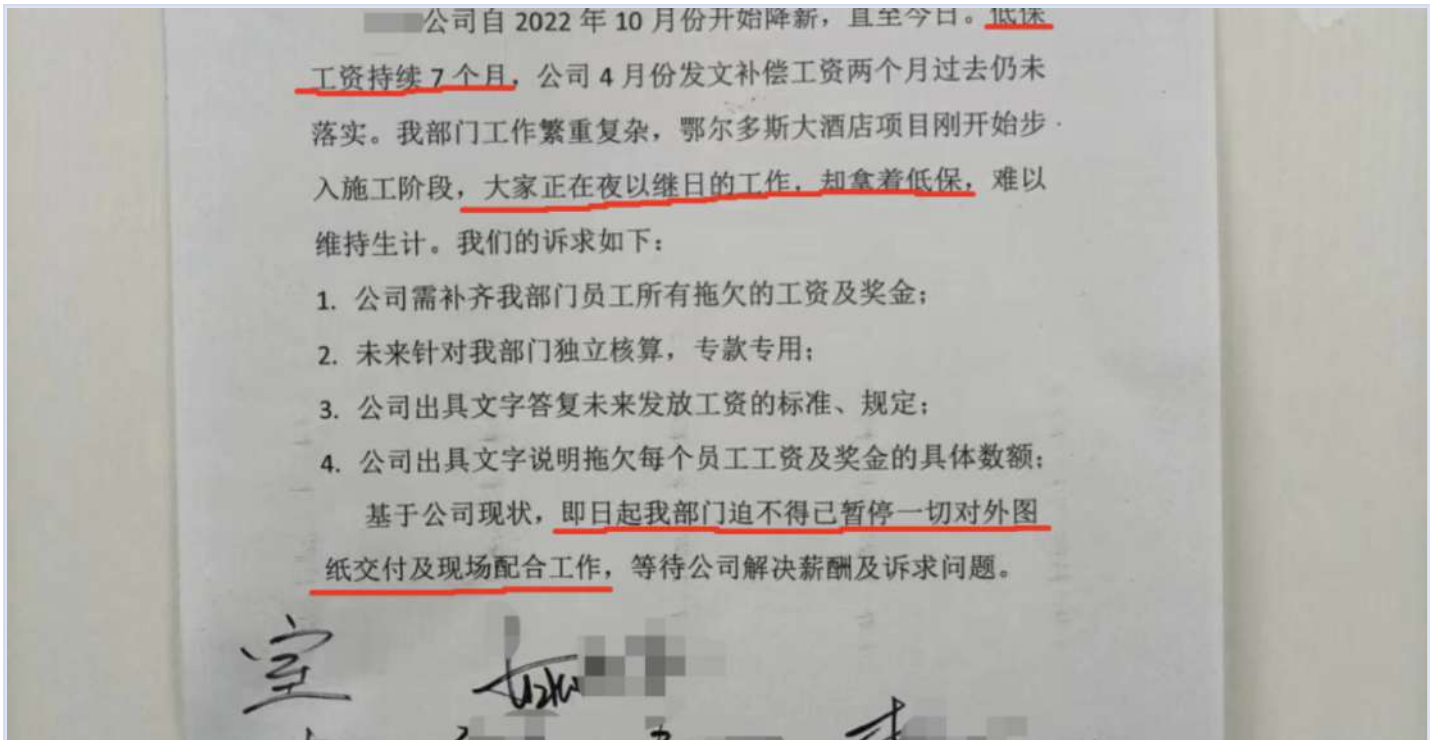 公司自 2022 年 10 月份开始降新，直至今日。低保
工资持续 7 个月，公司 4 月份发文补偿工资两个月过去仍未
落实。我部门工作繁重复杂，鄂尔多斯大酒店项目刚开始步
入施工阶段，大家正在夜以继日的工作，却拿着低保，难以
维持生计。我们的诉求如下：
1. 公司需补齐我部门员工所有拖欠的工资及奖金；
2. 未来针对我部门独立核算，专款专用；
3. 公司出具文字答复未来发放工资的标准、规定；
4. 公司出具文字说明拖欠每个员工工资及奖金的具体数额；
基于公司现状，即日起我部门迫不得已暂停一切对外图
纸交付及现场配合工作，等待公司解决薪酬及诉求问题。
室